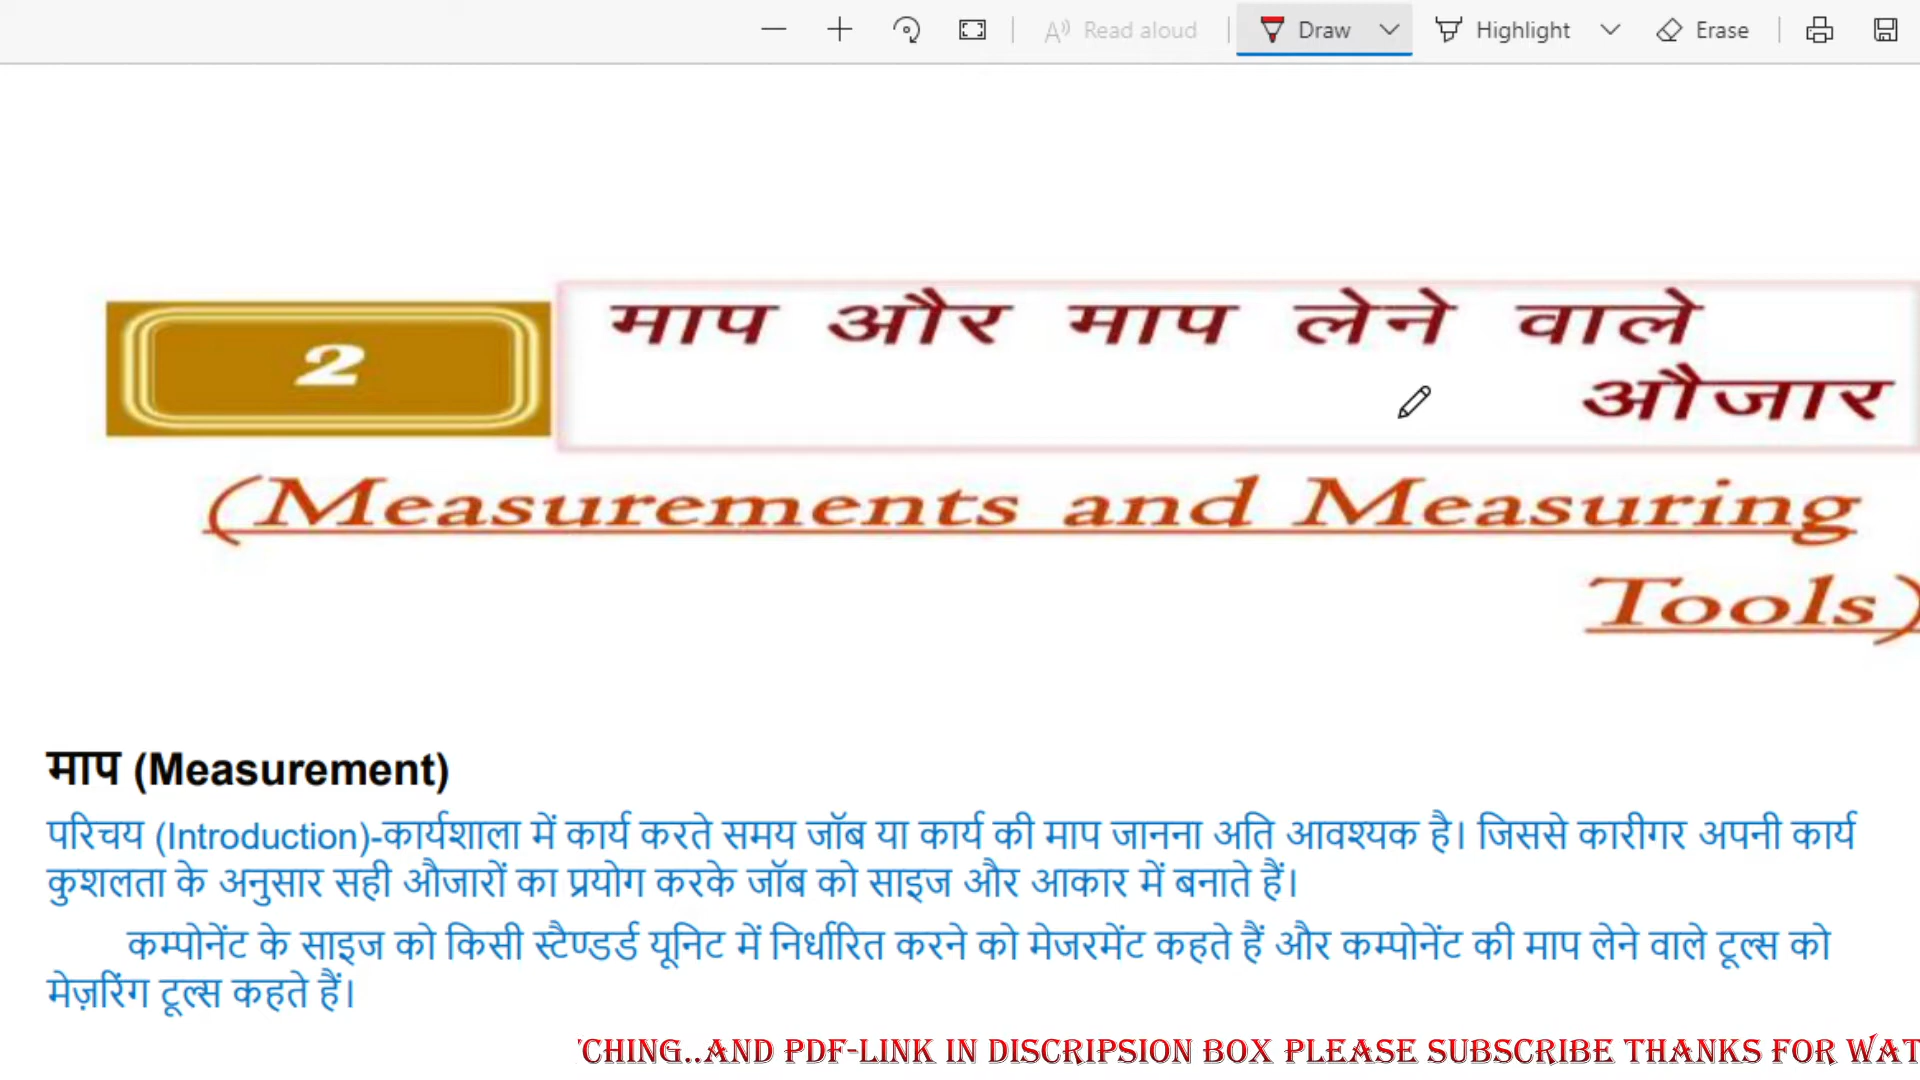 Read aloud Draw Highlight Erase
2
माप और माप लेने वाले
औजार
(Measurements and Measuring
Tools)
माप (Measurement)
परिचय (Introduction)-कार्यशाला में कार्य करते समय जॉब या कार्य की माप जानना अति आवश्यक है। जिससे कारीगर अपनी कार्य
कुशलता के अनुसार सही औजारों का प्रयोग करके जॉब को साइज और आकार में बनाते हैं।
कम्पोनेंट के साइज को किसी स्टैण्डर्ड यूनिट में निर्धारित करने को मेजरमेंट कहते हैं और कम्पोनेंट की माप लेने वाले टूल्स को
मेज़रिंग टूल्स कहते हैं।
CHING..AND PDF-LINK IN DISCRIPSION BOX PLEASE SUBSCRIBE THANKS FOR WAT